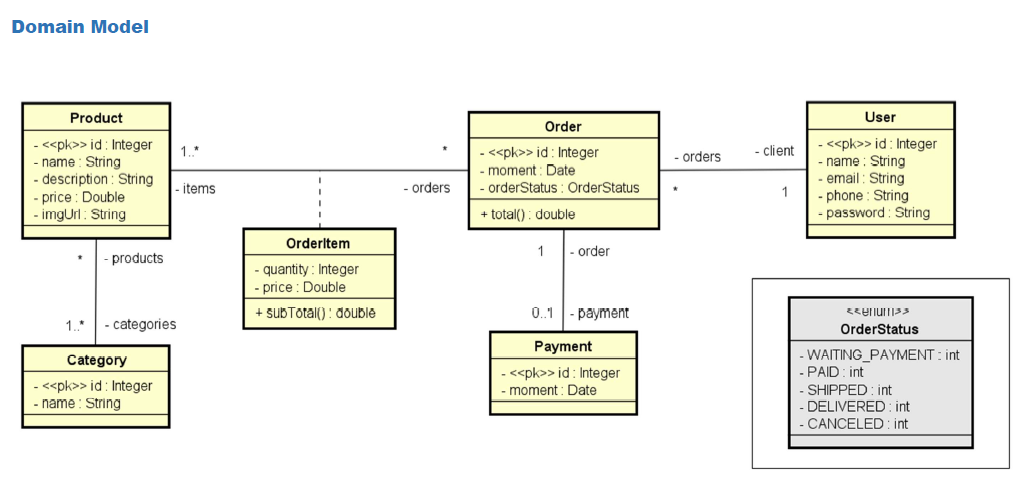 Domain Model
Product
- <<pk>> id : Integer
- name : String
- description : String
- price : Double
- imgUrl : String
1..*
- items
*
- orders
Order
- <<pk>> id : Integer
- moment : Date
- orderStatus : OrderStatus
+ total() : double
- orders
*
- client
1
User
- <<pk>> id : Integer
- name : String
- email : String
- phone : String
- password : String
OrderItem
- quantity : Integer
- price : Double
+ subTotal() : double
* - products
1..* - categories
Category
- <<pk>> id : Integer
- name : String
1 - order
0..1 - payment
Payment
- <<pk>> id : Integer
- moment : Date
<<enum>>
OrderStatus
- WAITING_PAYMENT : int
- PAID : int
- SHIPPED : int
- DELIVERED : int
- CANCELED : int